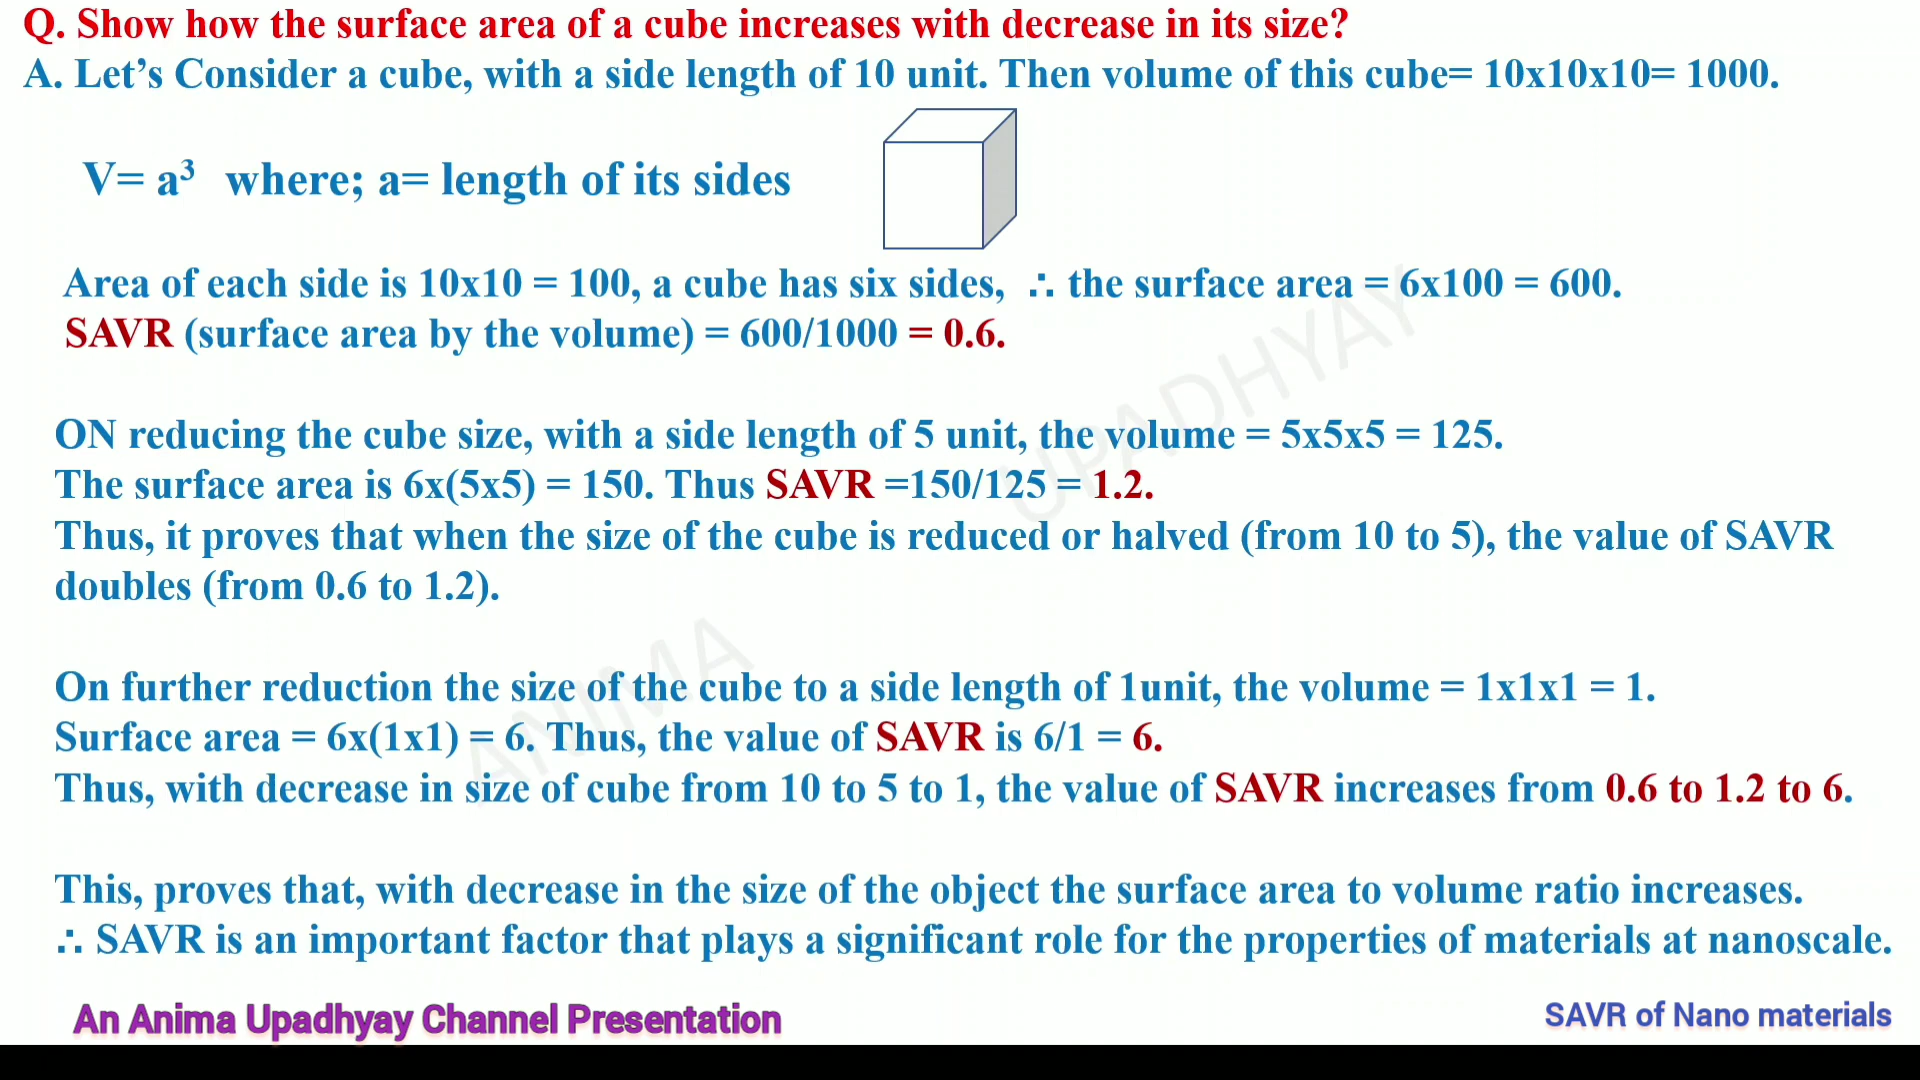 Q. Show how the surface area of a cube increases with decrease in its size?
A. Let’s Consider a cube, with a side length of 10 unit. Then volume of this cube= 10x10x10= 1000.
V= a³ where; a= length of its sides
Area of each side is 10x10 = 100, a cube has six sides, ∴ the surface area = 6x100 = 600.
SAVR (surface area by the volume) = 600/1000 = 0.6.
ON reducing the cube size, with a side length of 5 unit, the volume = 5x5x5 = 125.
The surface area is 6x(5x5) = 150. Thus SAVR =150/125 = 1.2.
Thus, it proves that when the size of the cube is reduced or halved (from 10 to 5), the value of SAVR
doubles (from 0.6 to 1.2).
On further reduction the size of the cube to a side length of 1unit, the volume = 1x1x1 = 1.
Surface area = 6x(1x1) = 6. Thus, the value of SAVR is 6/1 = 6.
Thus, with decrease in size of cube from 10 to 5 to 1, the value of SAVR increases from 0.6 to 1.2 to 6.
This, proves that, with decrease in the size of the object the surface area to volume ratio increases.
∴ SAVR is an important factor that plays a significant role for the properties of materials at nanoscale.
ANIMA UPADHYAY
An Anima Upadhyay Channel Presentation
SAVR of Nano materials